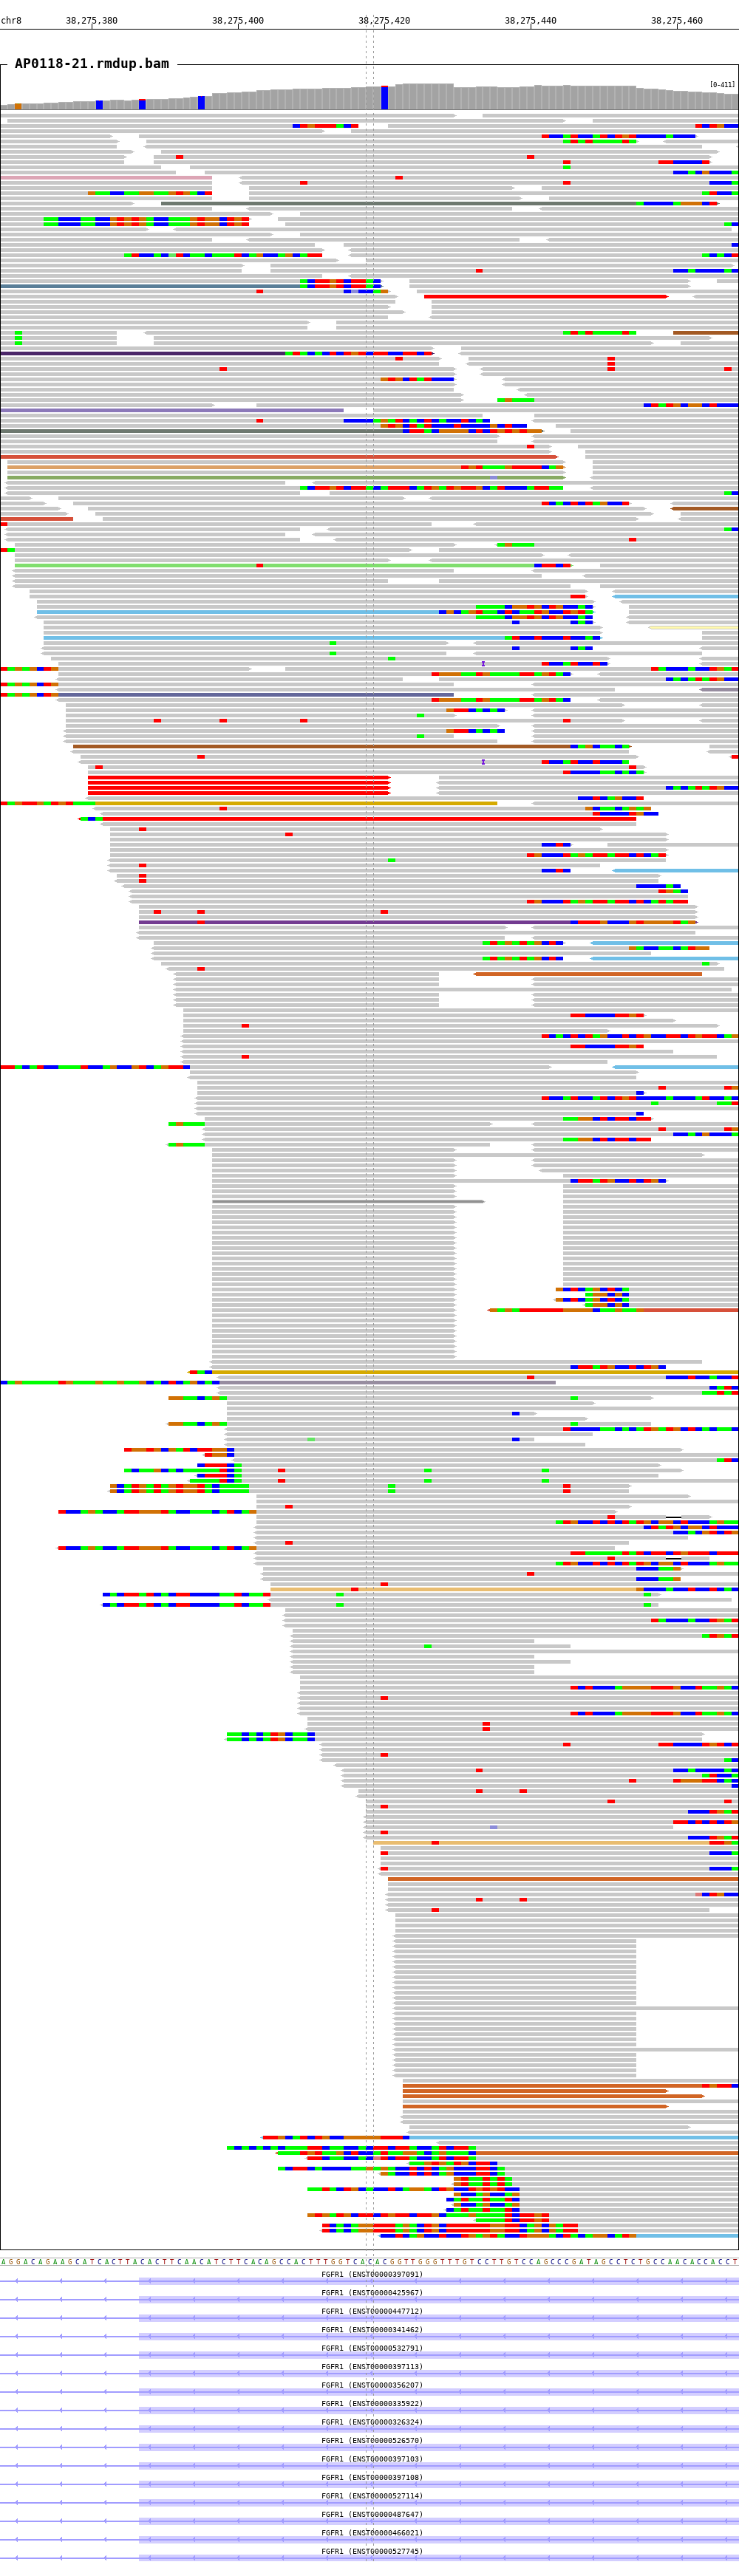 chr8 38,275,380 38,275,400 38,275,420 38,275,440 38,275,460
AP0118-21.rmdup.bam
[0-411]
I
I
AGGACAGAAGCATCACTTACACTTCAACATCTTCACAGCCACTTTGGTCACACGGTTGGGTTTGTCCTTGTCCAGCCCGATAGCCTCTGCCAACACCACCT
FGFR1 (ENST00000397091)
FGFR1 (ENST00000425967)
FGFR1 (ENST00000447712)
FGFR1 (ENST00000341462)
FGFR1 (ENST00000532791)
FGFR1 (ENST00000397113)
FGFR1 (ENST00000356207)
FGFR1 (ENST00000335922)
FGFR1 (ENST00000326324)
FGFR1 (ENST00000526570)
FGFR1 (ENST00000397103)
FGFR1 (ENST00000397108)
FGFR1 (ENST00000527114)
FGFR1 (ENST00000487647)
FGFR1 (ENST00000466021)
FGFR1 (ENST00000527745)